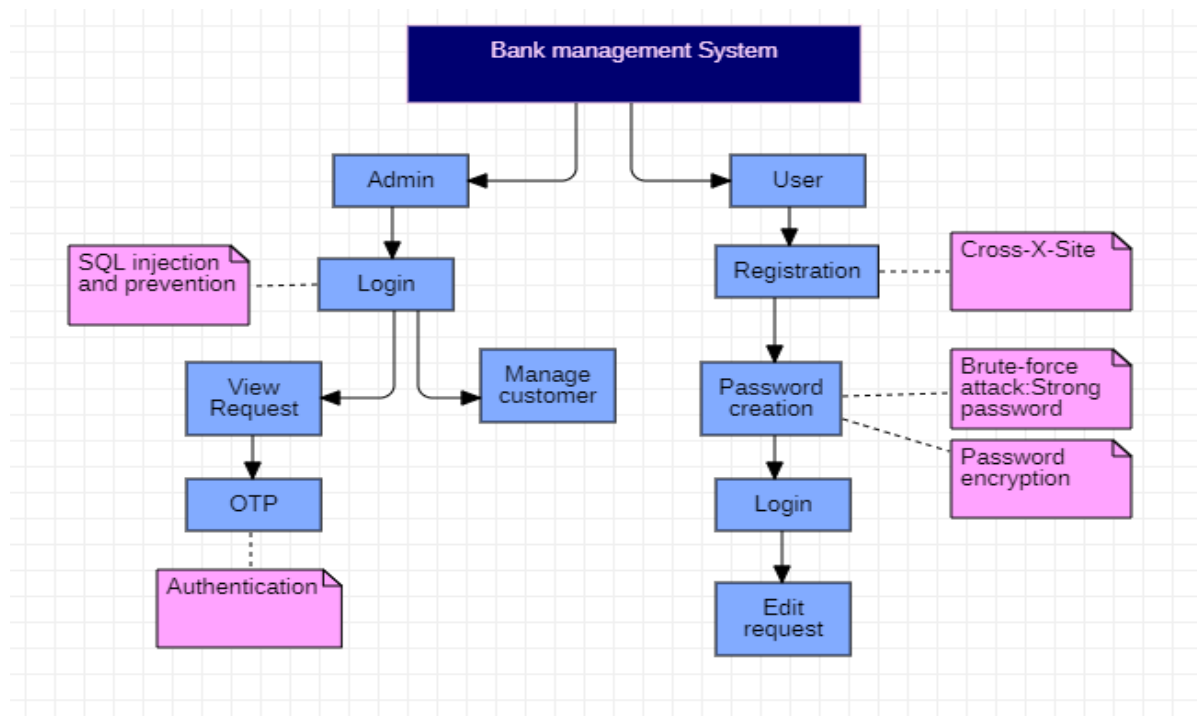 Bank management System
Admin
User
SQL injection
and prevention
Login
Registration
Cross-X-Site
View
Request
Manage
customer
Password
creation
Brute-force
attack:Strong
password
Password
encryption
OTP
Login
Authentication
Edit
request